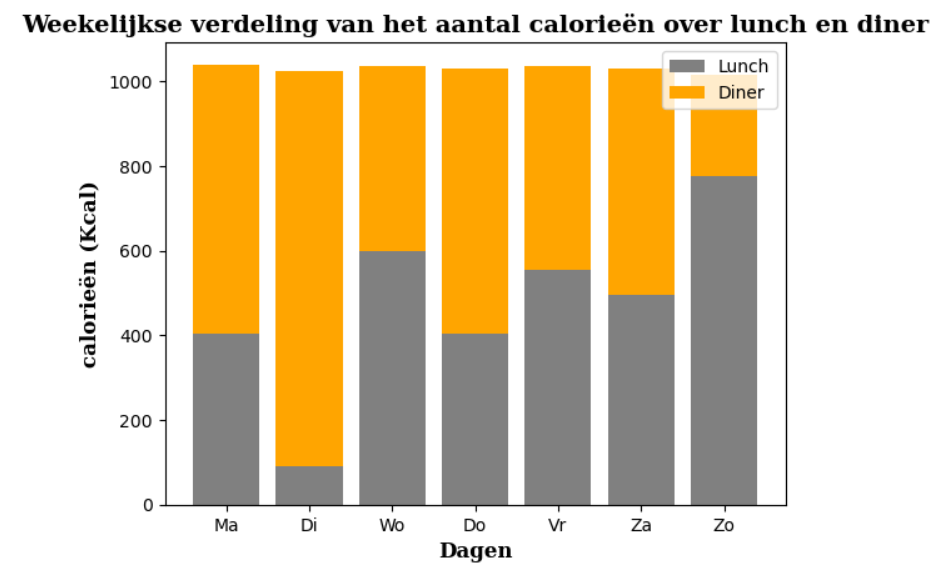 Weekelijkse verdeling van het aantal calorieën over lunch en diner
Lunch
Diner
calorieën (Kcal)
1000
800
600
400
200
0
Ma Di Wo Do Vr Za Zo
Dagen